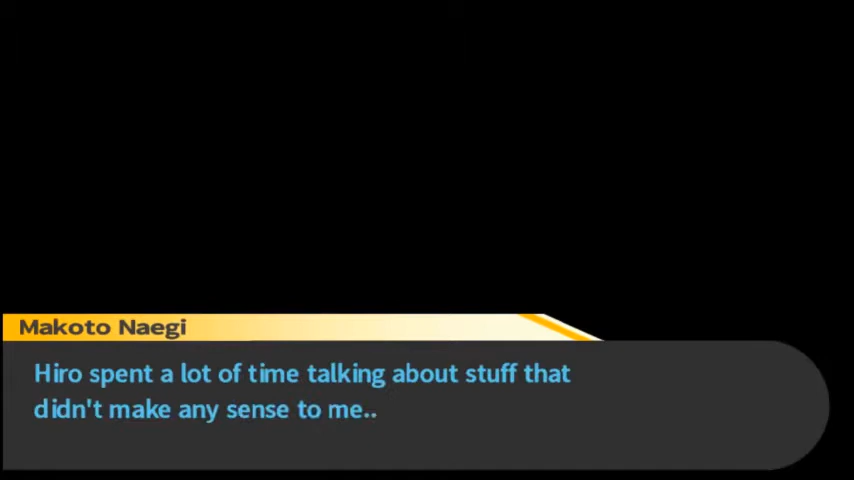 Makoto Naegi
Hiro spent a lot of time talking about stuff that
didn't make any sense to me..